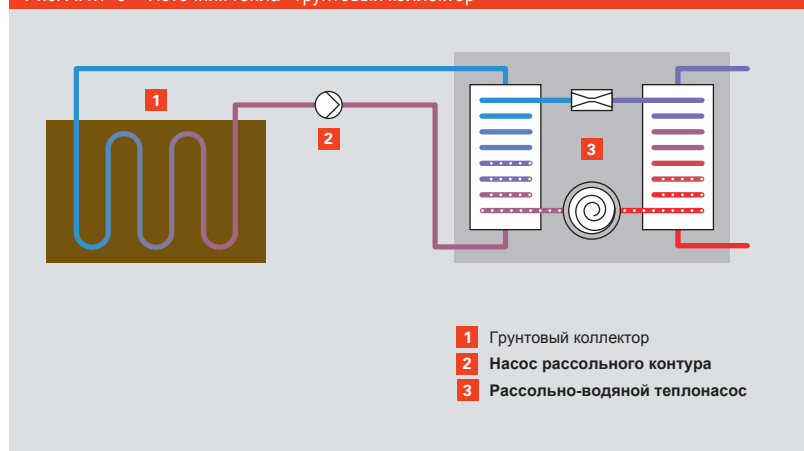 1
2
3
1 Грунтовый коллектор
2 Насос рассольного контура
3 Рассольно-водяной теплонасос